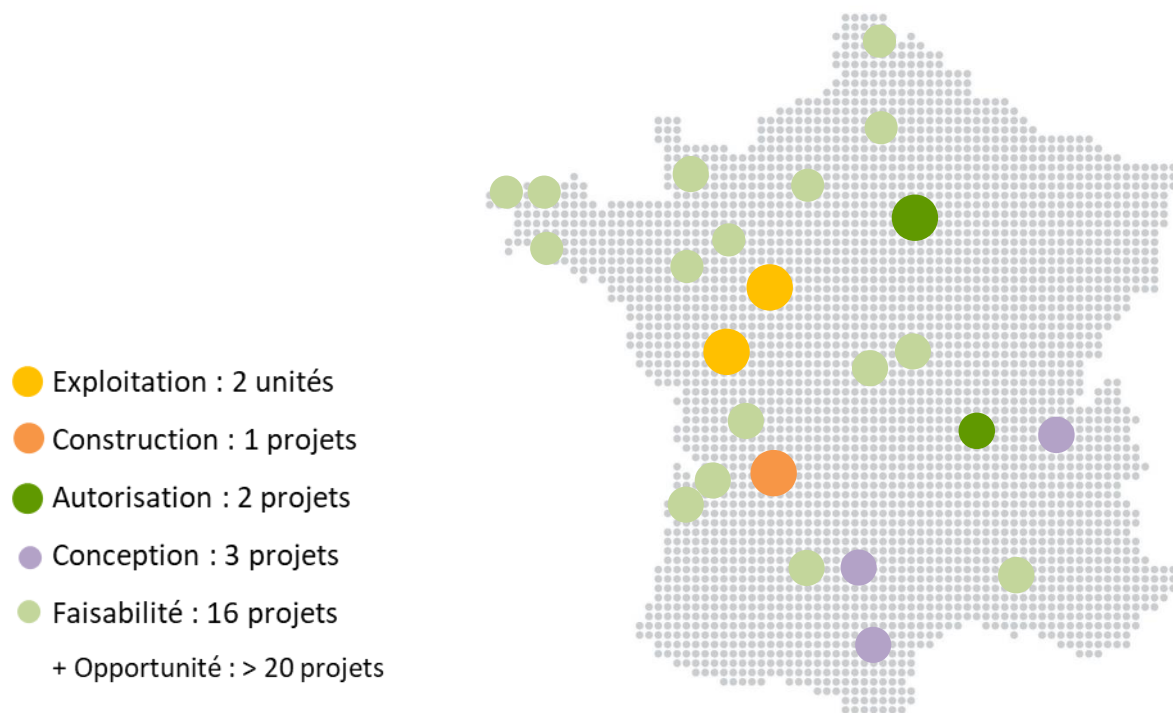 Exploitation : 2 unités
Construction : 1 projets
Autorisation : 2 projets
Conception : 3 projets
Faisabilité : 16 projets
+ Opportunité : > 20 projets